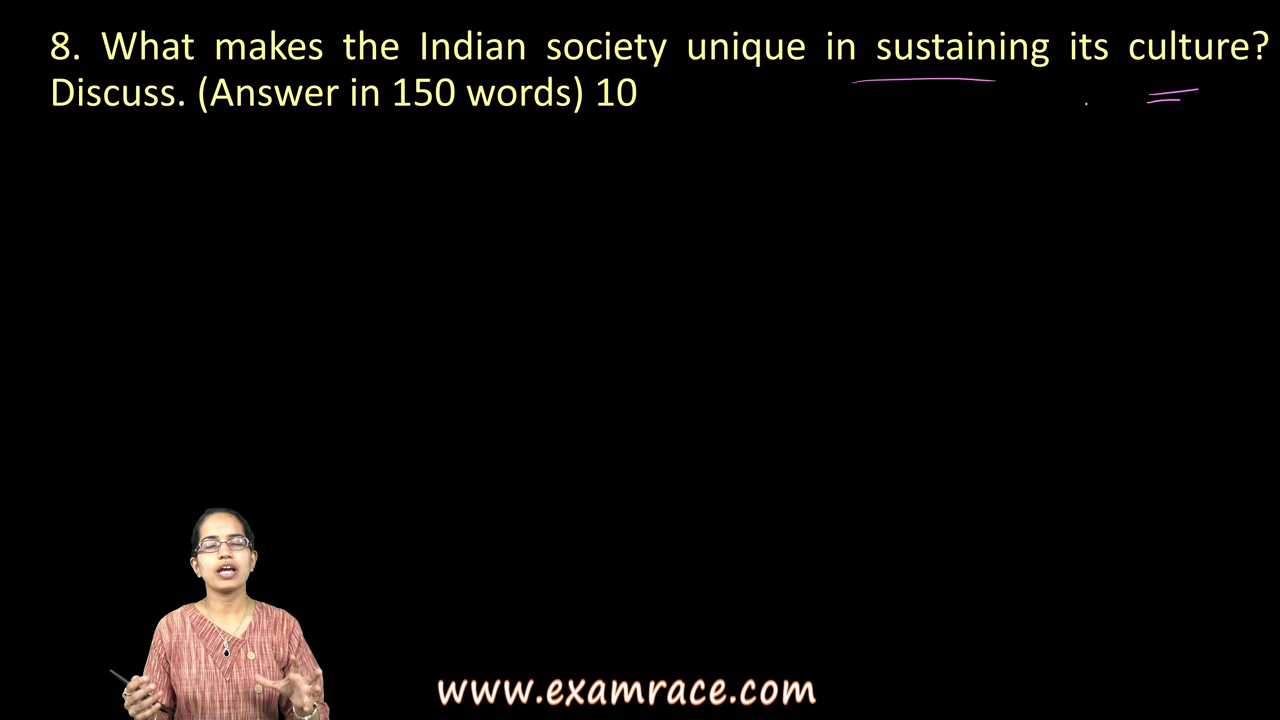 8. What makes the Indian society unique in sustaining its culture?
Discuss. (Answer in 150 words) 10
www.examrace.com